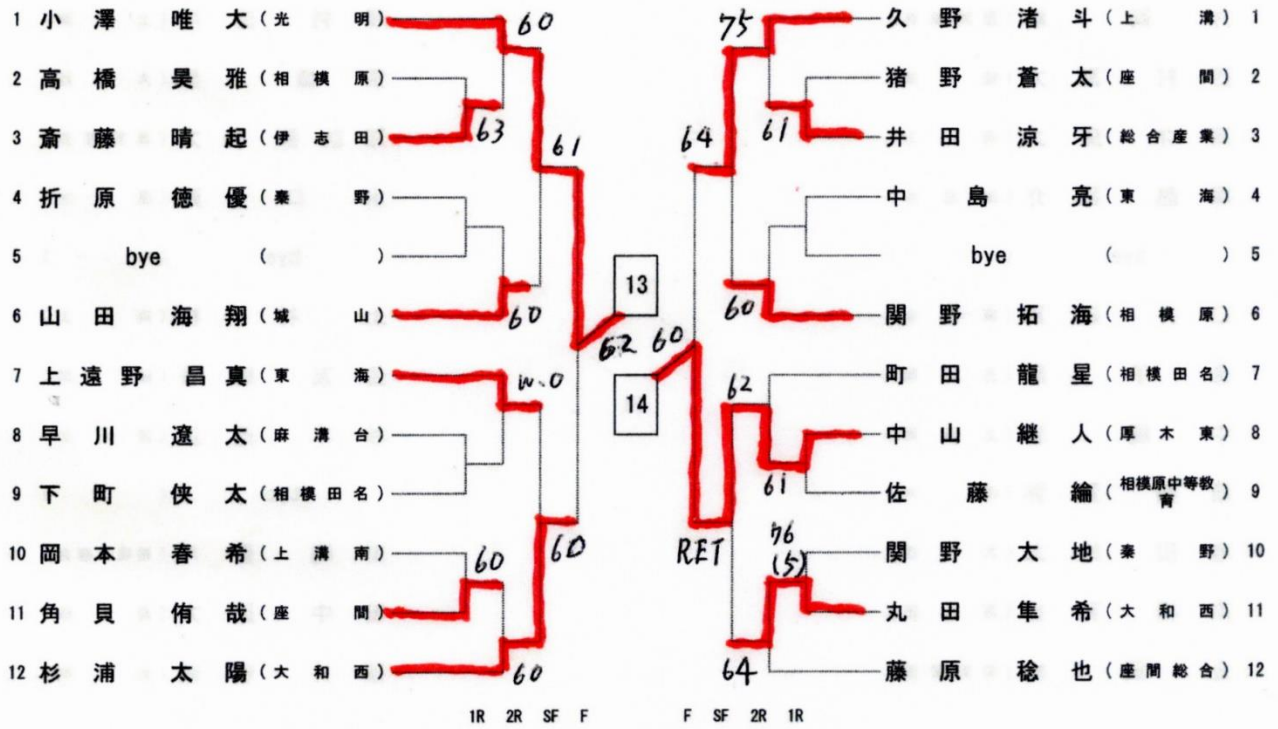 1 小澤唯大（光明）
2 高橋昊雅（相模原）
3 斎藤晴起（伊志田）
4 折原徳優（秦野）
5 bye（ ）
6 山田海翔（城山）
7 上遠野昌真（東海）
8 早川遼太（麻溝台）
9 下町侠太（相模田名）
10 岡本春希（上溝南）
11 角貝侑哉（座間）
12 杉浦太陽（大和西）
60
63
61
60
w.o
60
60
60
62
13
14
1R 2R SF F
久野渚斗（上溝）1
猪野蒼太（座間）2
井田涼牙（総合産業）3
中島亮（東海）4
bye（ ）5
関野拓海（相模原）6
町田龍星（相模田名）7
中山継人（厚木東）8
佐藤綸（相模原中等教育）9
関野大地（秦野）10
丸田隼希（大和西）11
藤原稔也（座間総合）12
75
61
64
60
60
62
61
RET
76
(5)
64
F SF 2R 1R